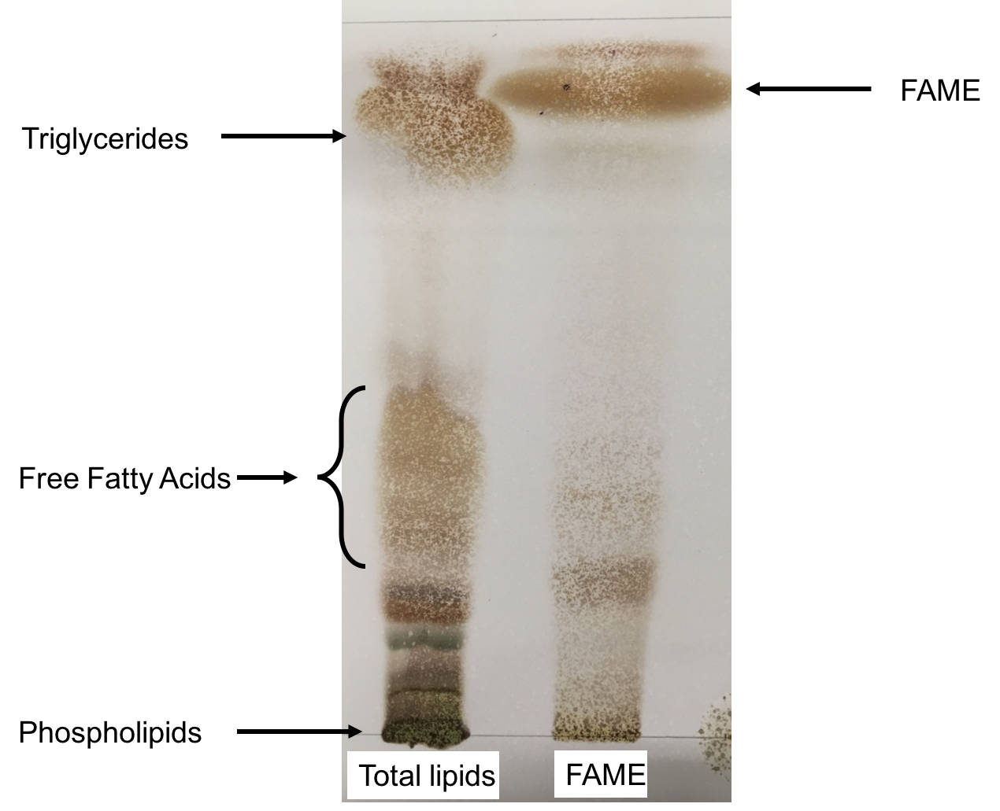 FAME
Triglycerides
Free Fatty Acids
Phospholipids
Total lipids
FAME